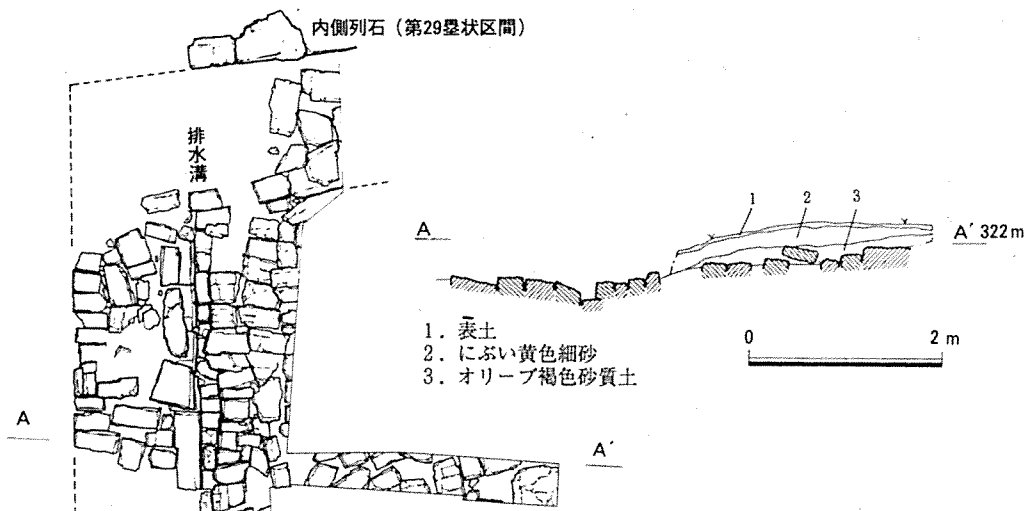 内側列石（第29塁状区間）
排水溝
1 2 3
A A′ 322m
1. 表土
2. にぶい黄色細砂
3. オリーブ褐色砂質土
0 2m
A A′